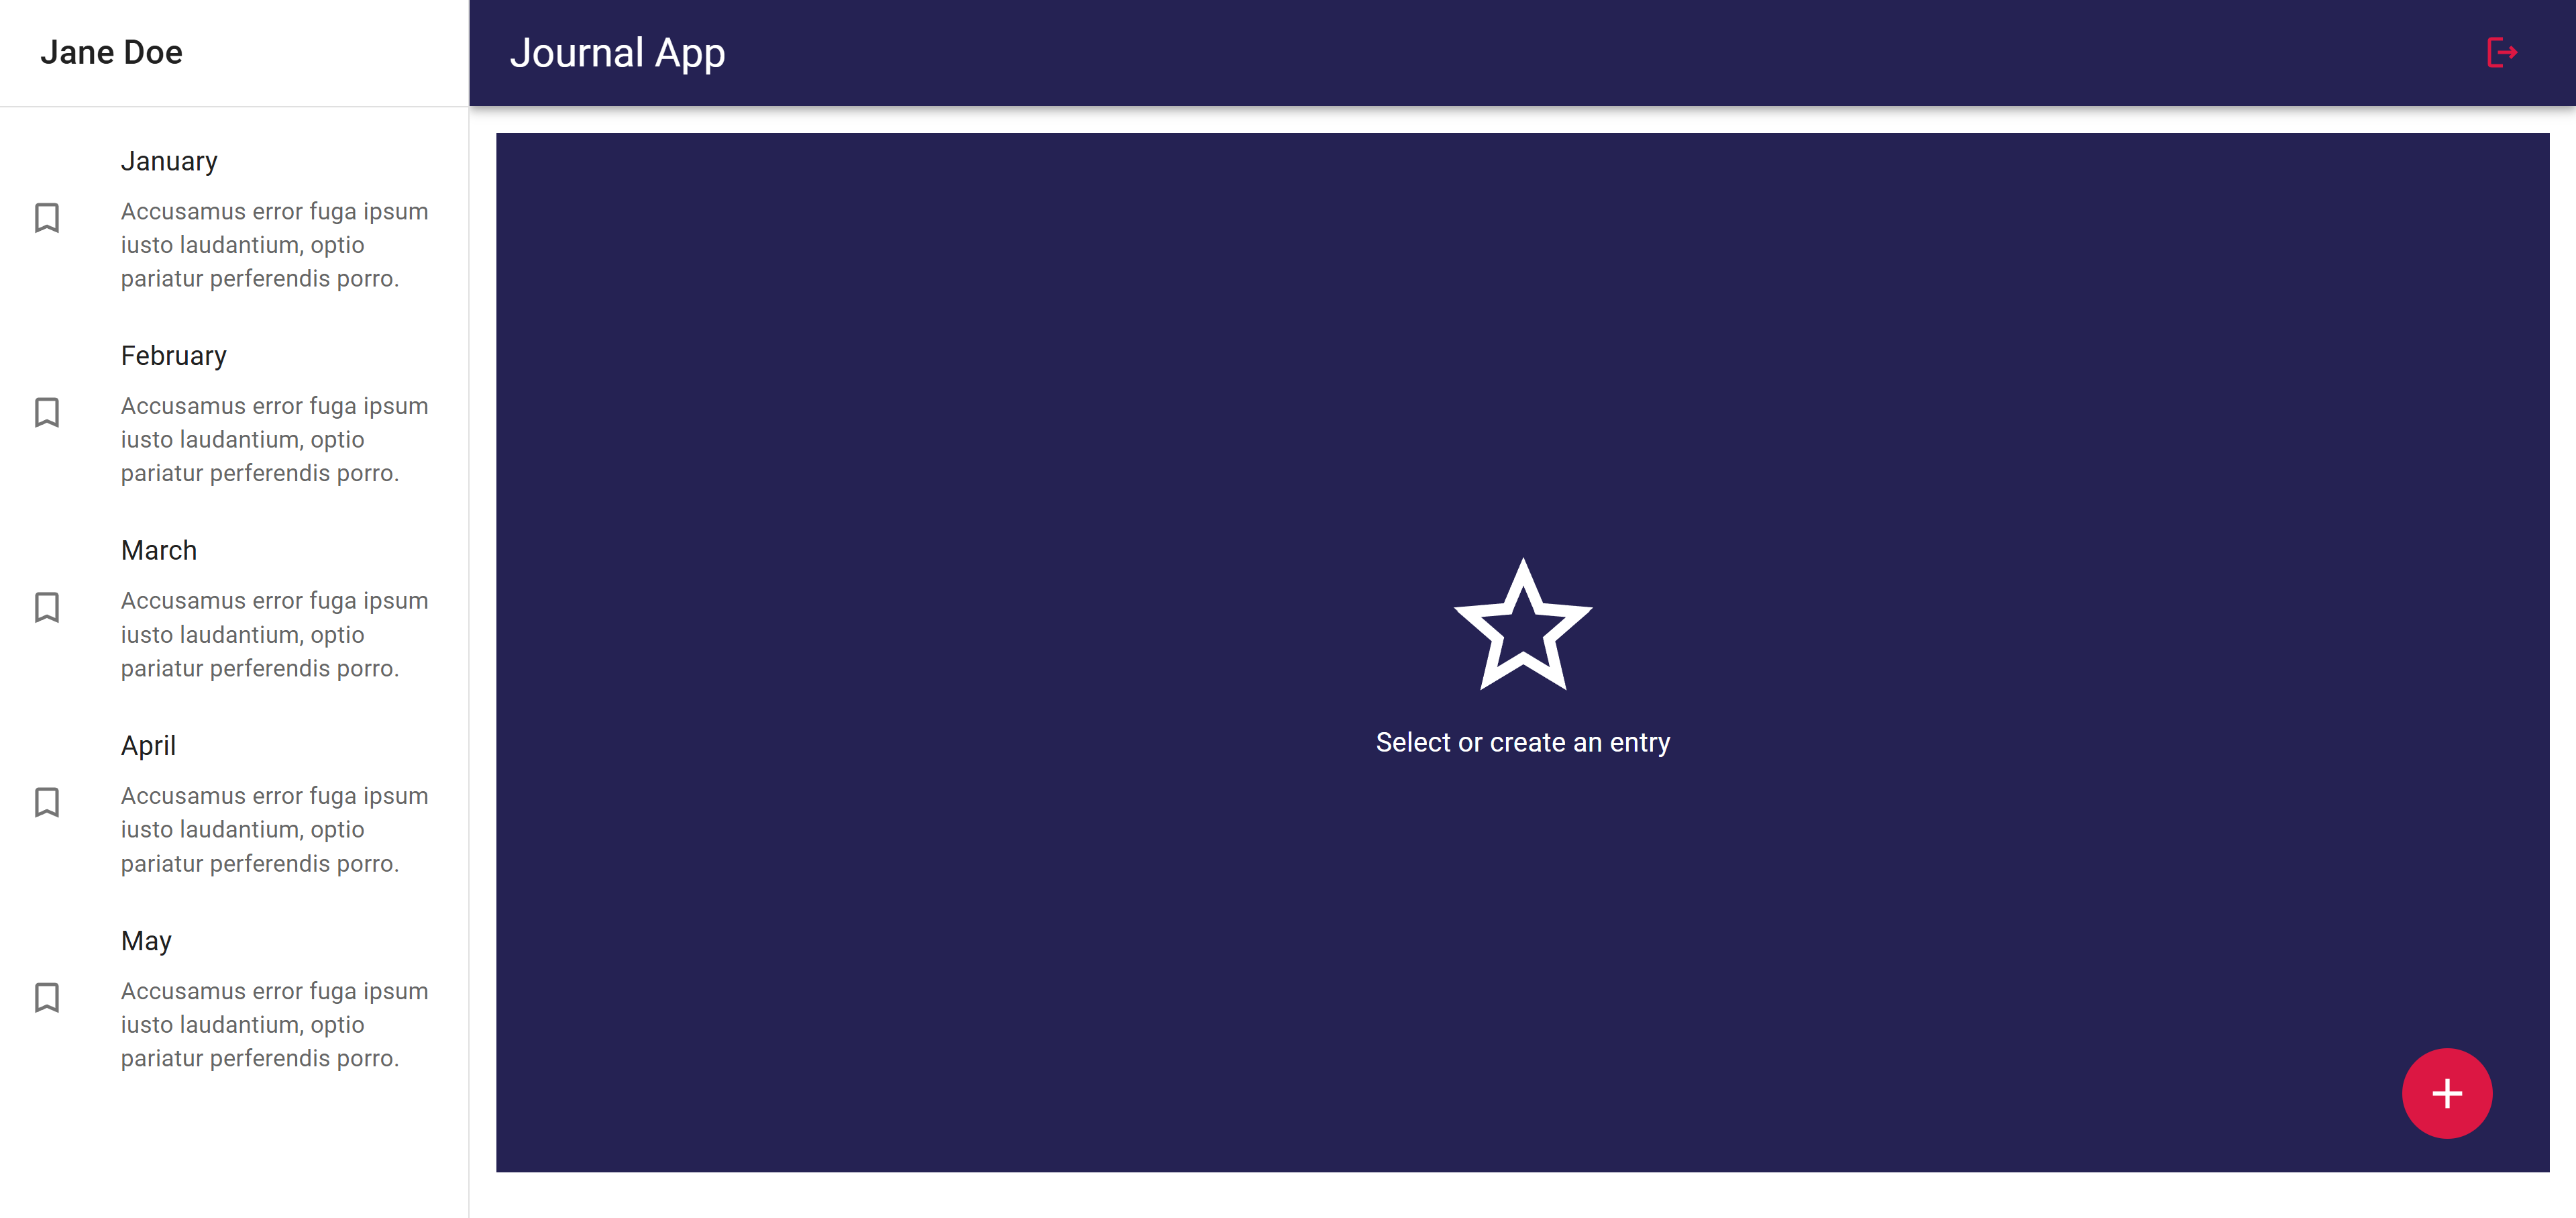 Jane Doe
Journal App
January
Accusamus error fuga ipsum
iusto laudantium, optio
pariatur perferendis porro.
February
Accusamus error fuga ipsum
iusto laudantium, optio
pariatur perferendis porro.
March
Accusamus error fuga ipsum
iusto laudantium, optio
pariatur perferendis porro.
April
Accusamus error fuga ipsum
iusto laudantium, optio
pariatur perferendis porro.
May
Accusamus error fuga ipsum
iusto laudantium, optio
pariatur perferendis porro.
Select or create an entry